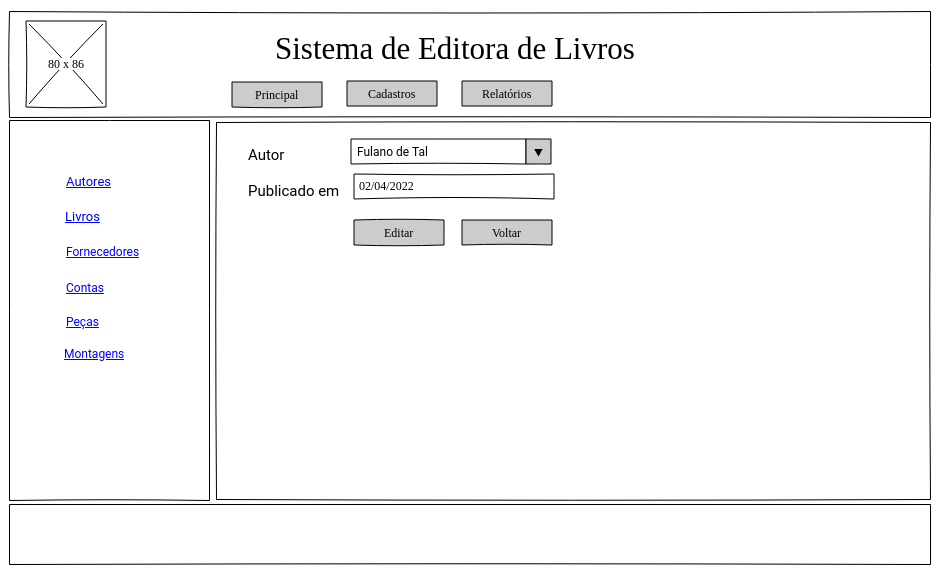 80 x 86
Sistema de Editora de Livros
Principal
Cadastros
Relatórios
Autores
Livros
Fornecedores
Contas
Peças
Montagens
Autor
Fulano de Tal
Publicado em
02/04/2022
Editar
Voltar